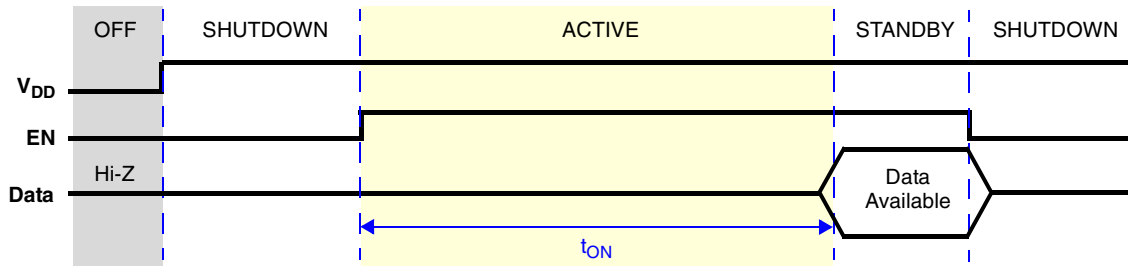 OFF SHUTDOWN ACTIVE STANDBY SHUTDOWN
VDD
EN
Hi-Z
Data
Data
Available
tON